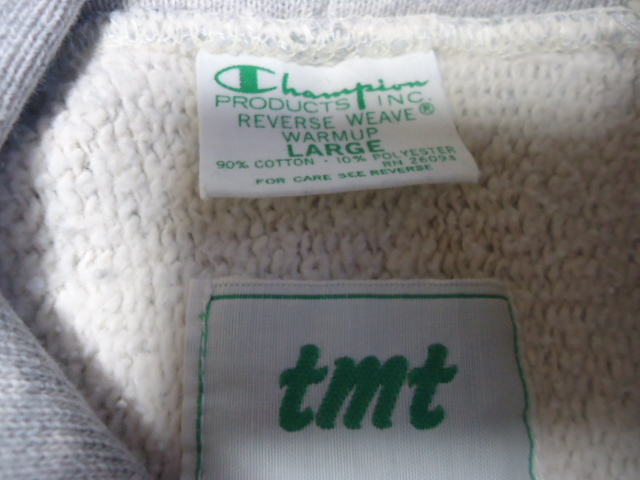 Champion
PRODUCTS INC.
REVERSE WEAVE®
WARMUP
LARGE
90% COTTON · 10% POLYESTER
RN 26094
FOR CARE SEE REVERSE
tmt